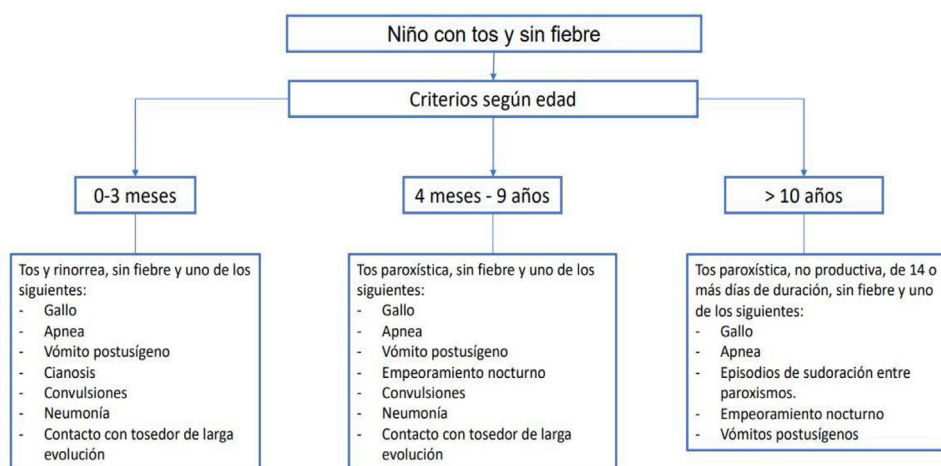 Niño con tos y sin fiebre
Criterios según edad
0-3 meses
4 meses - 9 años
> 10 años
Tos y rinorrea, sin fiebre y uno de los
siguientes:
- Gallo
- Apnea
- Vómito postusígeno
- Cianosis
- Convulsiones
- Neumonía
- Contacto con tosedor de larga
evolución
Tos paroxística, sin fiebre y uno de los
siguientes:
- Gallo
- Apnea
- Vómito postusígeno
- Empeoramiento nocturno
- Convulsiones
- Neumonía
- Contacto con tosedor de larga
evolución
Tos paroxística, no productiva, de 14 o
más días de duración, sin fiebre y uno
de los siguientes:
- Gallo
- Apnea
- Episodios de sudoración entre
paroxismos.
- Empeoramiento nocturno
- Vómitos postusígenos